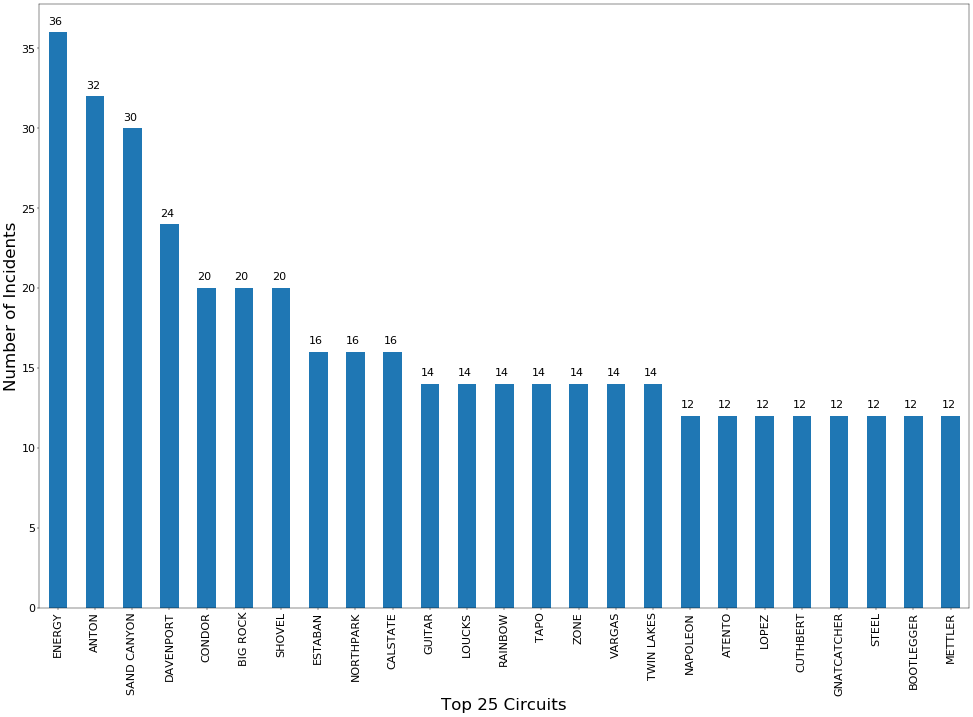 36
32
30
24
20
20
20
16
16
16
14
14
14
14
14
14
14
12
12
12
12
12
12
12
12
35
30
25
20
15
10
5
0
Number of Incidents
ENERGY
ANTON
SAND CANYON
DAVENPORT
CONDOR
BIG ROCK
SHOVEL
ESTABAN
NORTHPARK
CALSTATE
GUITAR
LOUCKS
RAINBOW
TAPO
ZONE
VARGAS
TWIN LAKES
NAPOLEON
ATENTO
LOPEZ
CUTHBERT
GNATCATCHER
STEEL
BOOTLEGGER
METTLER
Top 25 Circuits